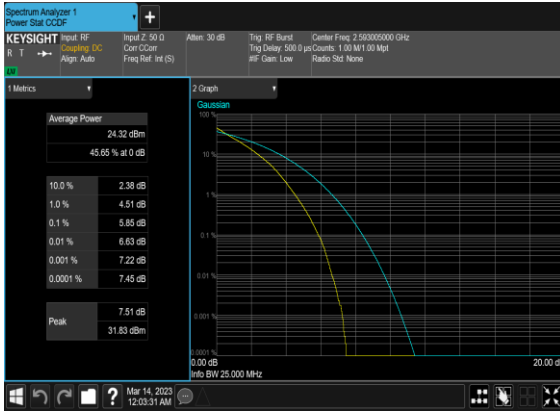 Spectrum Analyzer 1
Power Stat CCDF
KEYSIGHT
R T
LXI
Input: RF
Coupling: DC
Align: Auto
Input Z: 50 Ω
Corr CCorr
Freq Ref: Int (S)
Atten: 30 dB
Trig: RF Burst
Trig Delay: 500.0 µs
#IF Gain: Low
Center Freq: 2.593005000 GHz
Counts: 1.00 M/1.00 Mpt
Radio Std: None
1 Metrics
Average Power
24.32 dBm
45.65 % at 0 dB
10.0 % 2.38 dB
1.0 % 4.51 dB
0.1 % 5.85 dB
0.01 % 6.63 dB
0.001 % 7.22 dB
0.0001 % 7.45 dB
Peak
7.51 dB
31.83 dBm
2 Graph
Gaussian
100 %
10 %
1 %
0.1 %
0.01 %
0.001 %
0.0001 %
0.00 dB
20.00 d
Info BW 25.000 MHz
Mar 14, 2023
12:03:31 AM